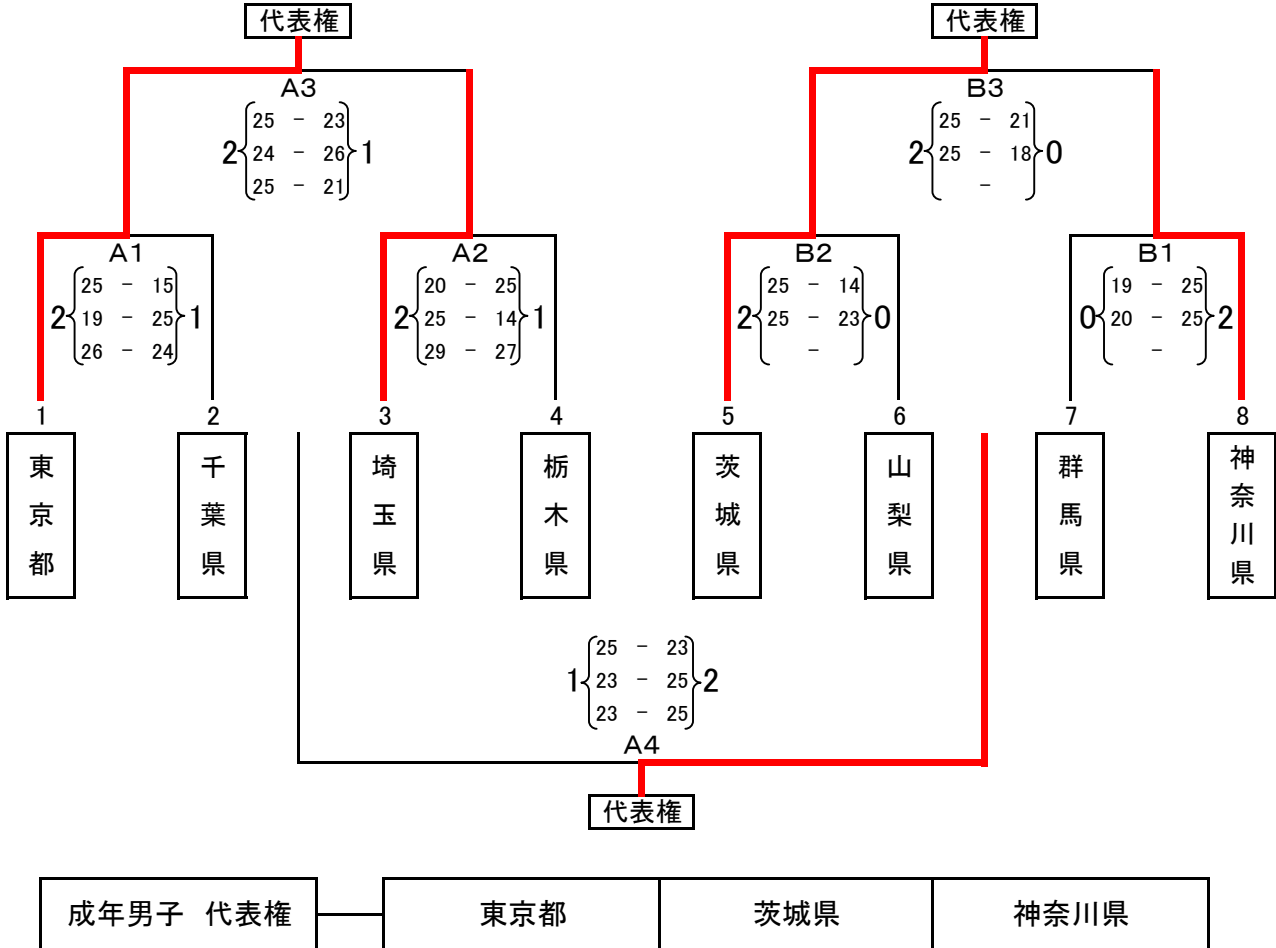 代表権 代表権
A3 B3
25 - 23 25 - 21
2 24 - 26 1 2 25 - 18 0
25 - 21 -
A1 A2 B2 B1
25 - 15 20 - 25 25 - 14 19 - 25
2 19 - 25 1 2 25 - 14 1 2 25 - 23 0 0 20 - 25 2
26 - 24 29 - 27 - -
1 2 3 4 5 6 7 8
東京都
千葉県
埼玉県
栃木県
茨城県
山梨県
群馬県
神奈川県
25 - 23
1 23 - 25 2
23 - 25
A4
代表権
成年男子 代表権 東京都 茨城県 神奈川県